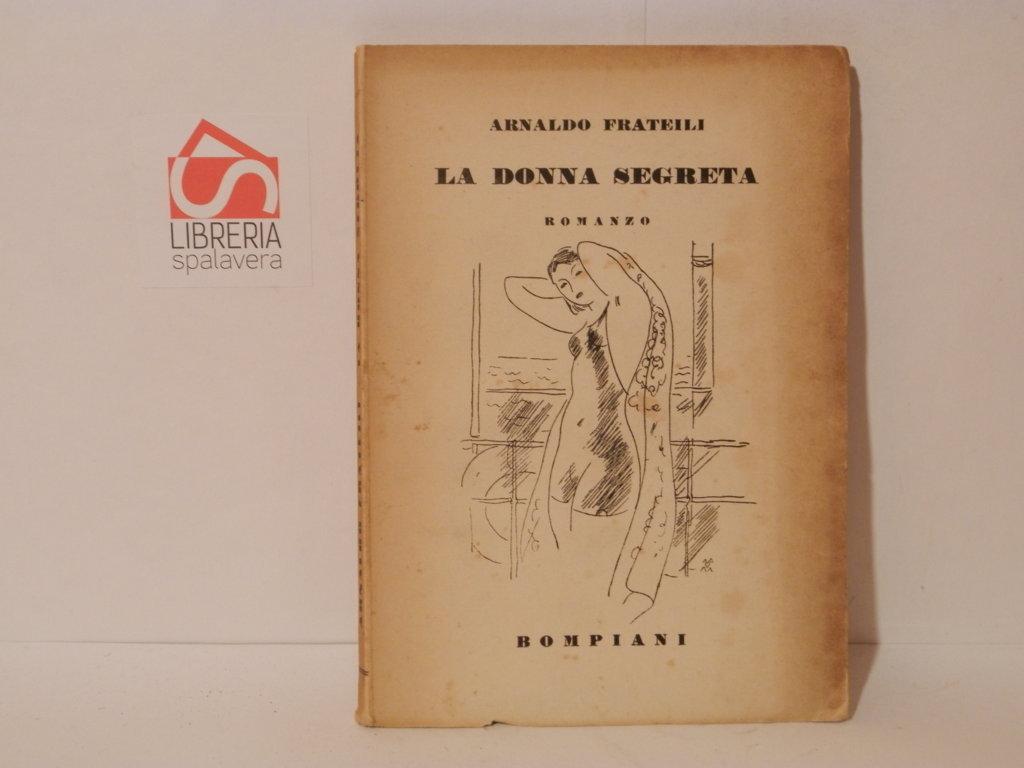 LIBRERIA
spalavera
ARNALDO FRATEILI
LA DONNA SEGRETA
ROMANZO
BOMPIANI